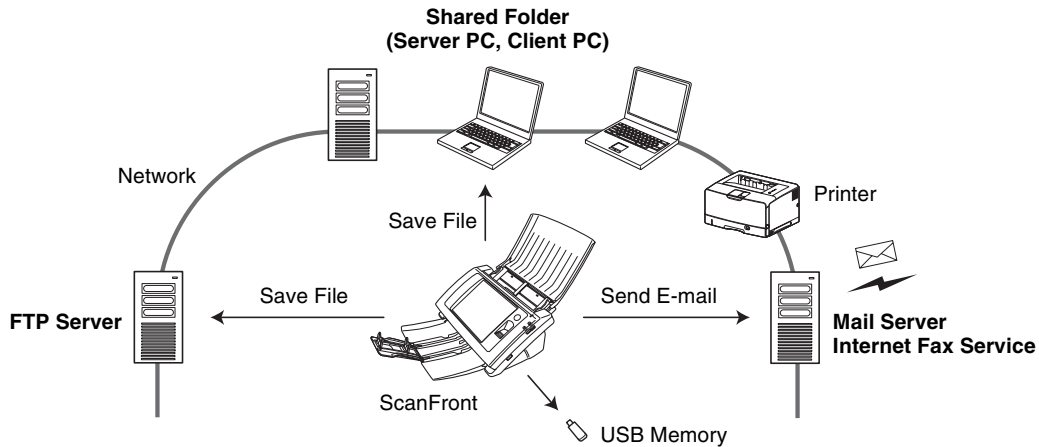 Shared Folder
(Server PC, Client PC)
Network
Printer
Save File
Save File
Send E-mail
FTP Server
Mail Server
Internet Fax Service
ScanFront
USB Memory